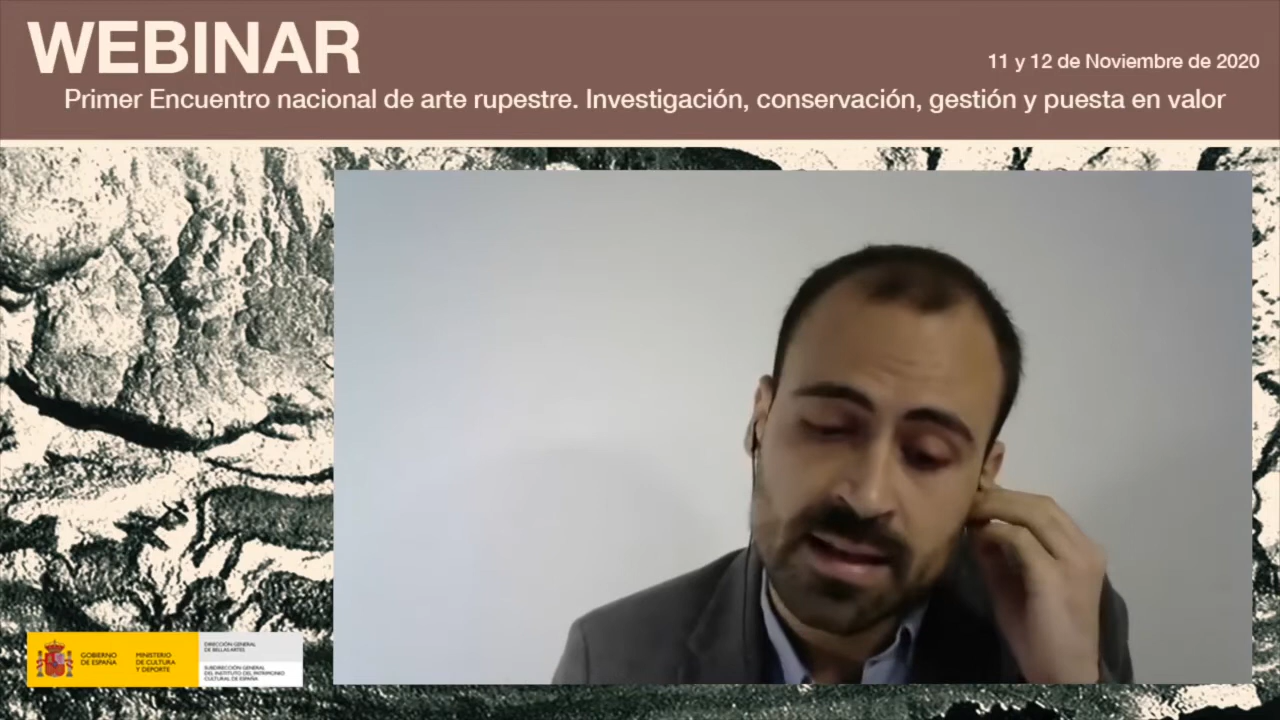 WEBINAR
11 y 12 de Noviembre de 2020
Primer Encuentro nacional de arte rupestre. Investigación, conservación, gestión y puesta en valor
GOBIERNO
DE ESPAÑA
MINISTERIO
DE CULTURA
Y DEPORTE
DIRECCIÓN GENERAL
DE BELLAS ARTES
SUBDIRECCIÓN GENERAL
DEL INSTITUTO DEL PATRIMONIO
CULTURAL DE ESPAÑA